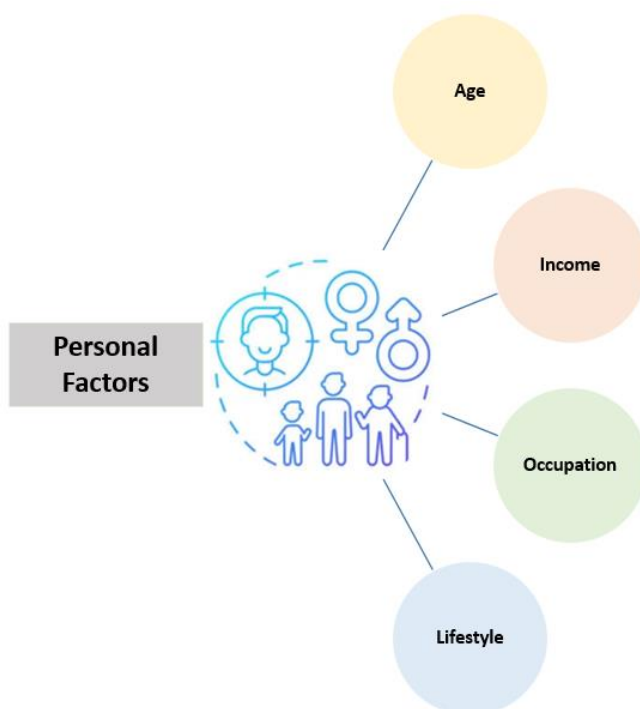 Age
Income
Personal
Factors
Occupation
Lifestyle